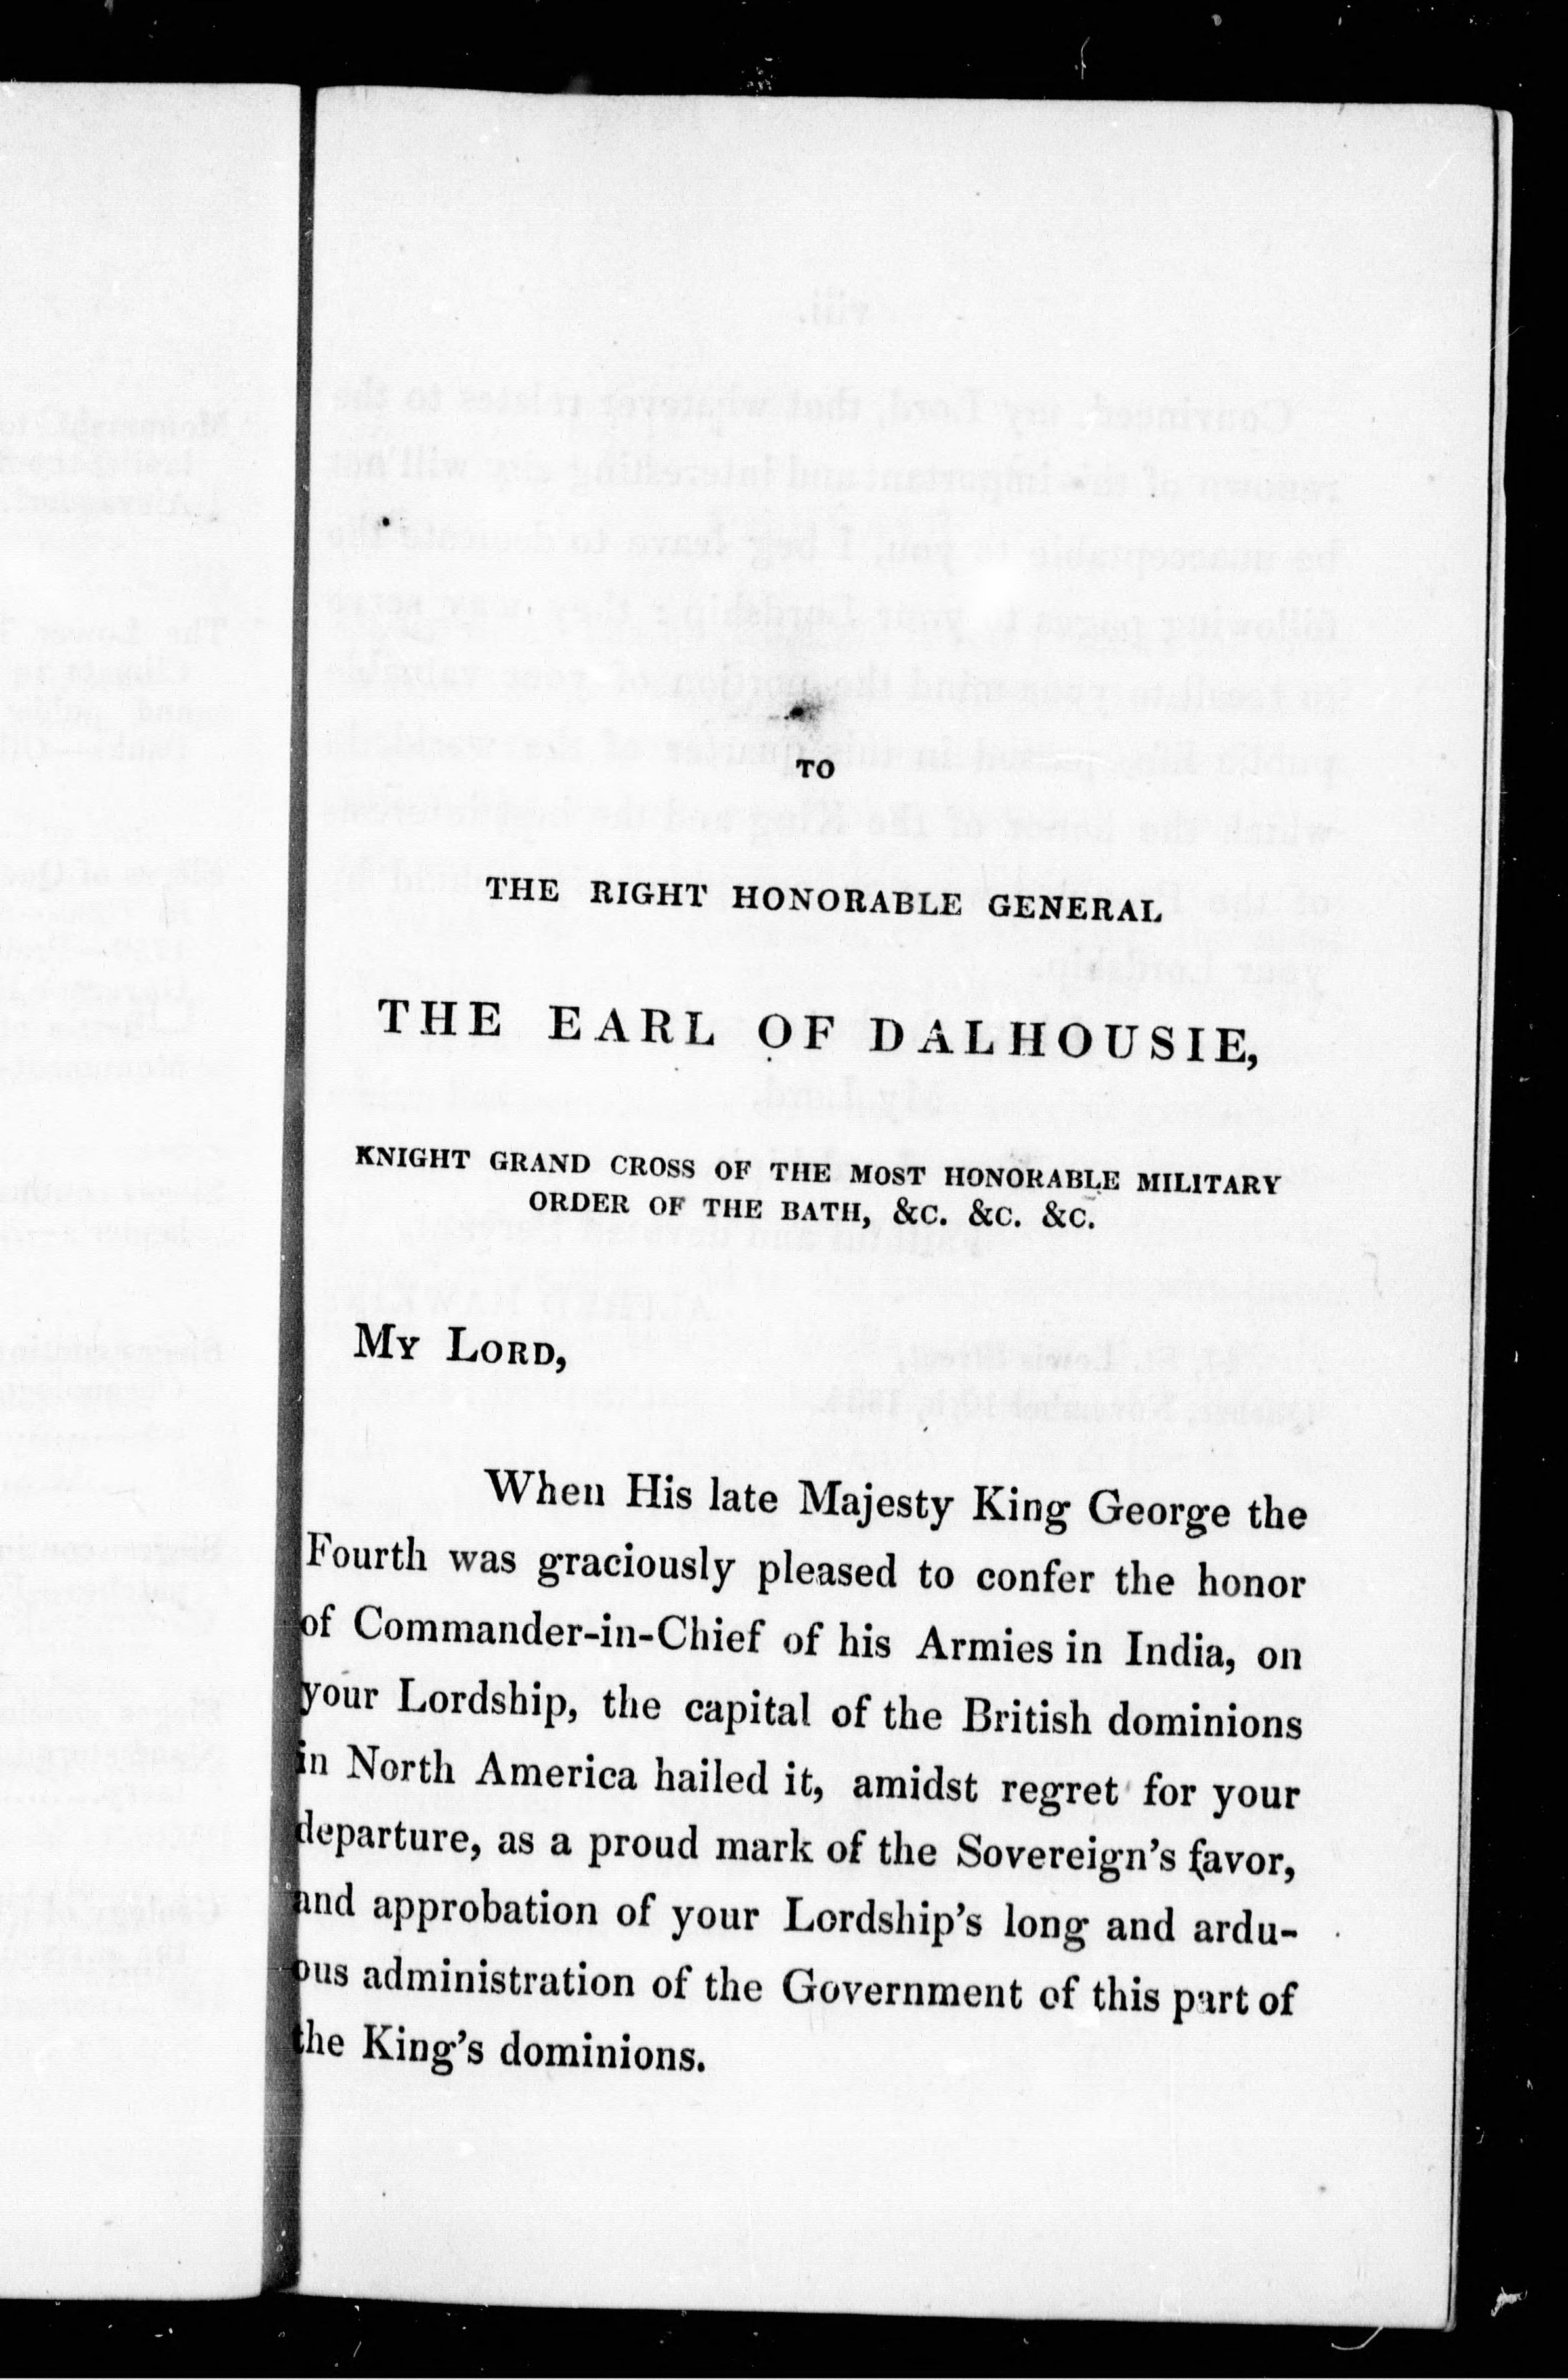 TO
THE RIGHT HONORABLE GENERAL
THE EARL OF DALHOUSIE,
KNIGHT GRAND CROSS OF THE MOST HONORABLE MILITARY
ORDER OF THE BATH, &C. &C. &C.
MY LORD,
When His late Majesty King George the
Fourth was graciously pleased to confer the honor
of Commander-in-Chief of his Armies in India, on
your Lordship, the capital of the British dominions
in North America hailed it, amidst regret for your
departure, as a proud mark of the Sovereign's favor,
and approbation of your Lordship's long and ardu-
ous administration of the Government of this part of
the King's dominions.